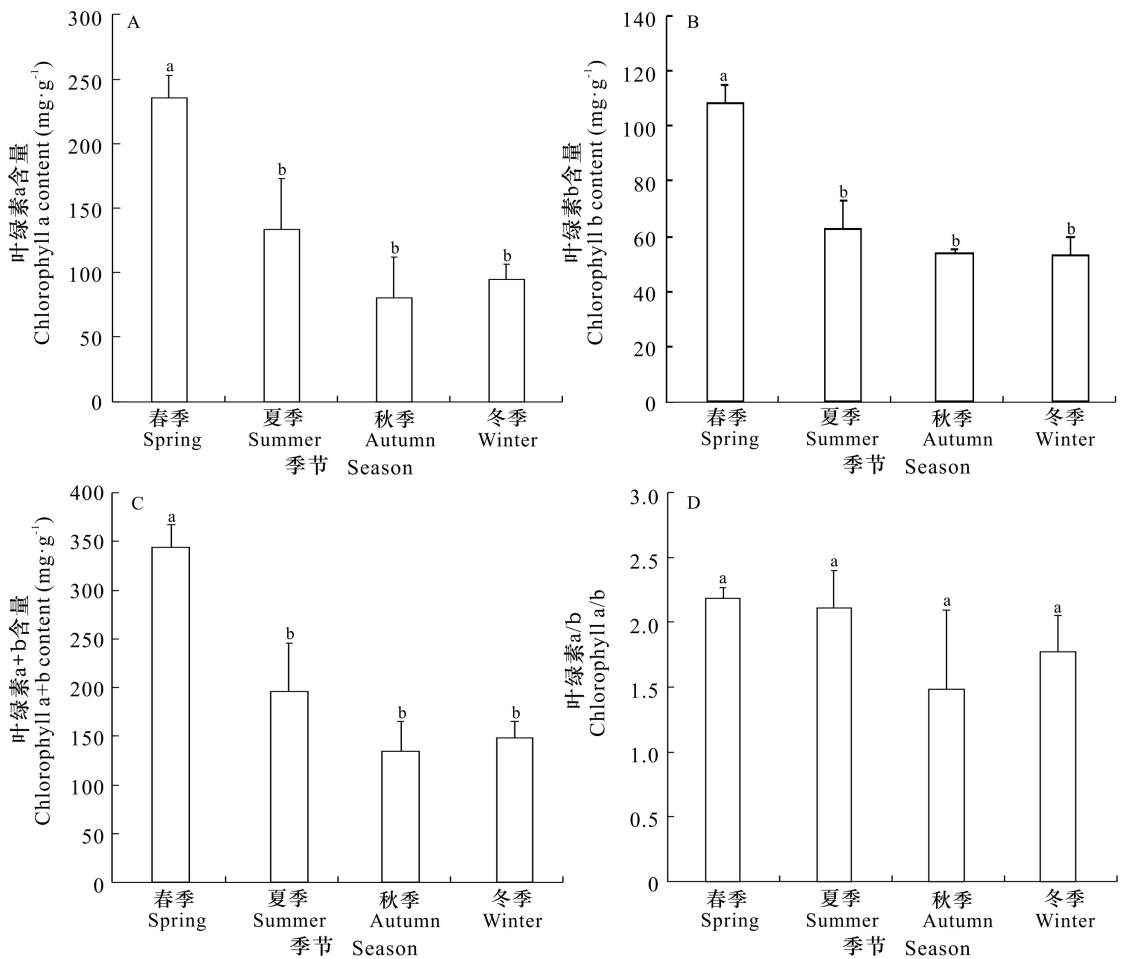 A
叶绿素a含量
Chlorophyll a content (mg·g⁻¹)
300
250
200
150
100
50
0
a
b
b
b
春季
夏季
秋季
冬季
Spring
Summer
Autumn
Winter
季节 Season
B
叶绿素b含量
Chlorophyll b content (mg·g⁻¹)
140
120
100
80
60
40
20
0
a
b
b
b
春季
夏季
秋季
冬季
Spring
Summer
Autumn
Winter
季节 Season
C
叶绿素a+b含量
Chlorophyll a+b content (mg·g⁻¹)
400
350
300
250
200
150
100
50
0
a
b
b
b
春季
夏季
秋季
冬季
Spring
Summer
Autumn
Winter
季节 Season
D
叶绿素a/b
Chlorophyll a/b
3.0
2.5
2.0
1.5
1.0
0.5
0
a
a
a
a
春季
夏季
秋季
冬季
Spring
Summer
Autumn
Winter
季节 Season